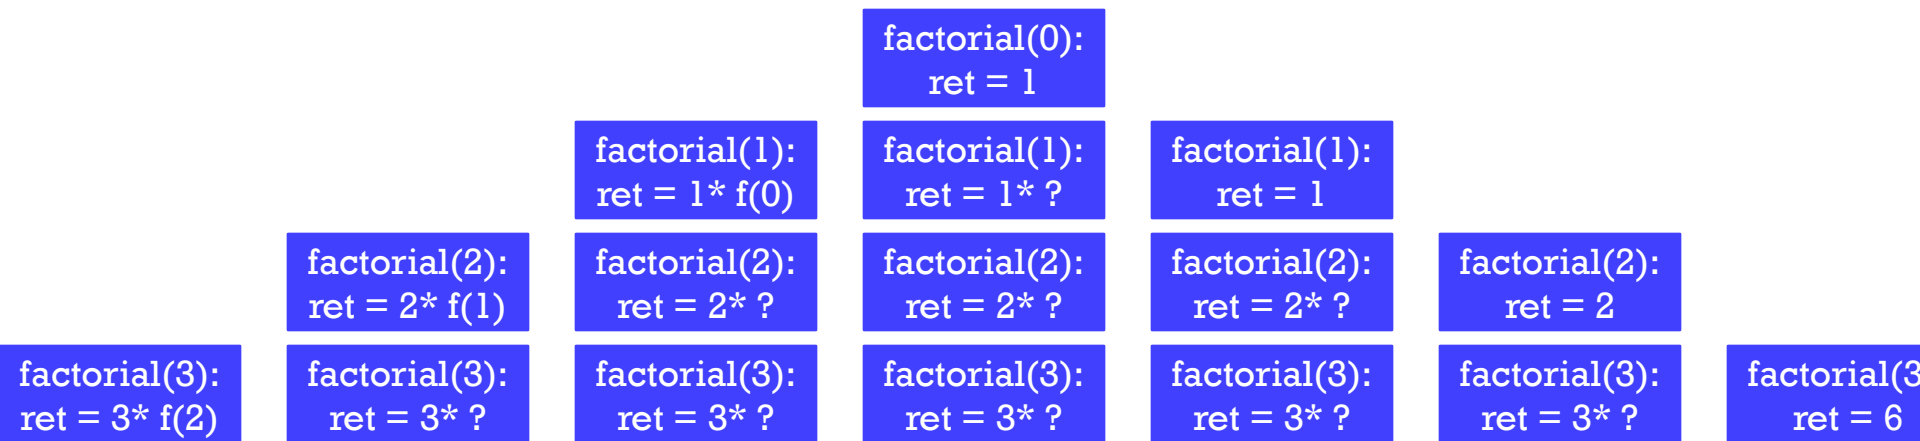 factorial(0):
ret = 1
factorial(1):
ret = 1* f(0)
factorial(1):
ret = 1* ?
factorial(1):
ret = 1
factorial(2):
ret = 2* f(1)
factorial(2):
ret = 2* ?
factorial(2):
ret = 2* ?
factorial(2):
ret = 2* ?
factorial(2):
ret = 2
factorial(3):
ret = 3* f(2)
factorial(3):
ret = 3* ?
factorial(3):
ret = 3* ?
factorial(3):
ret = 3* ?
factorial(3):
ret = 3* ?
factorial(3):
ret = 3* ?
factorial(3
ret = 6